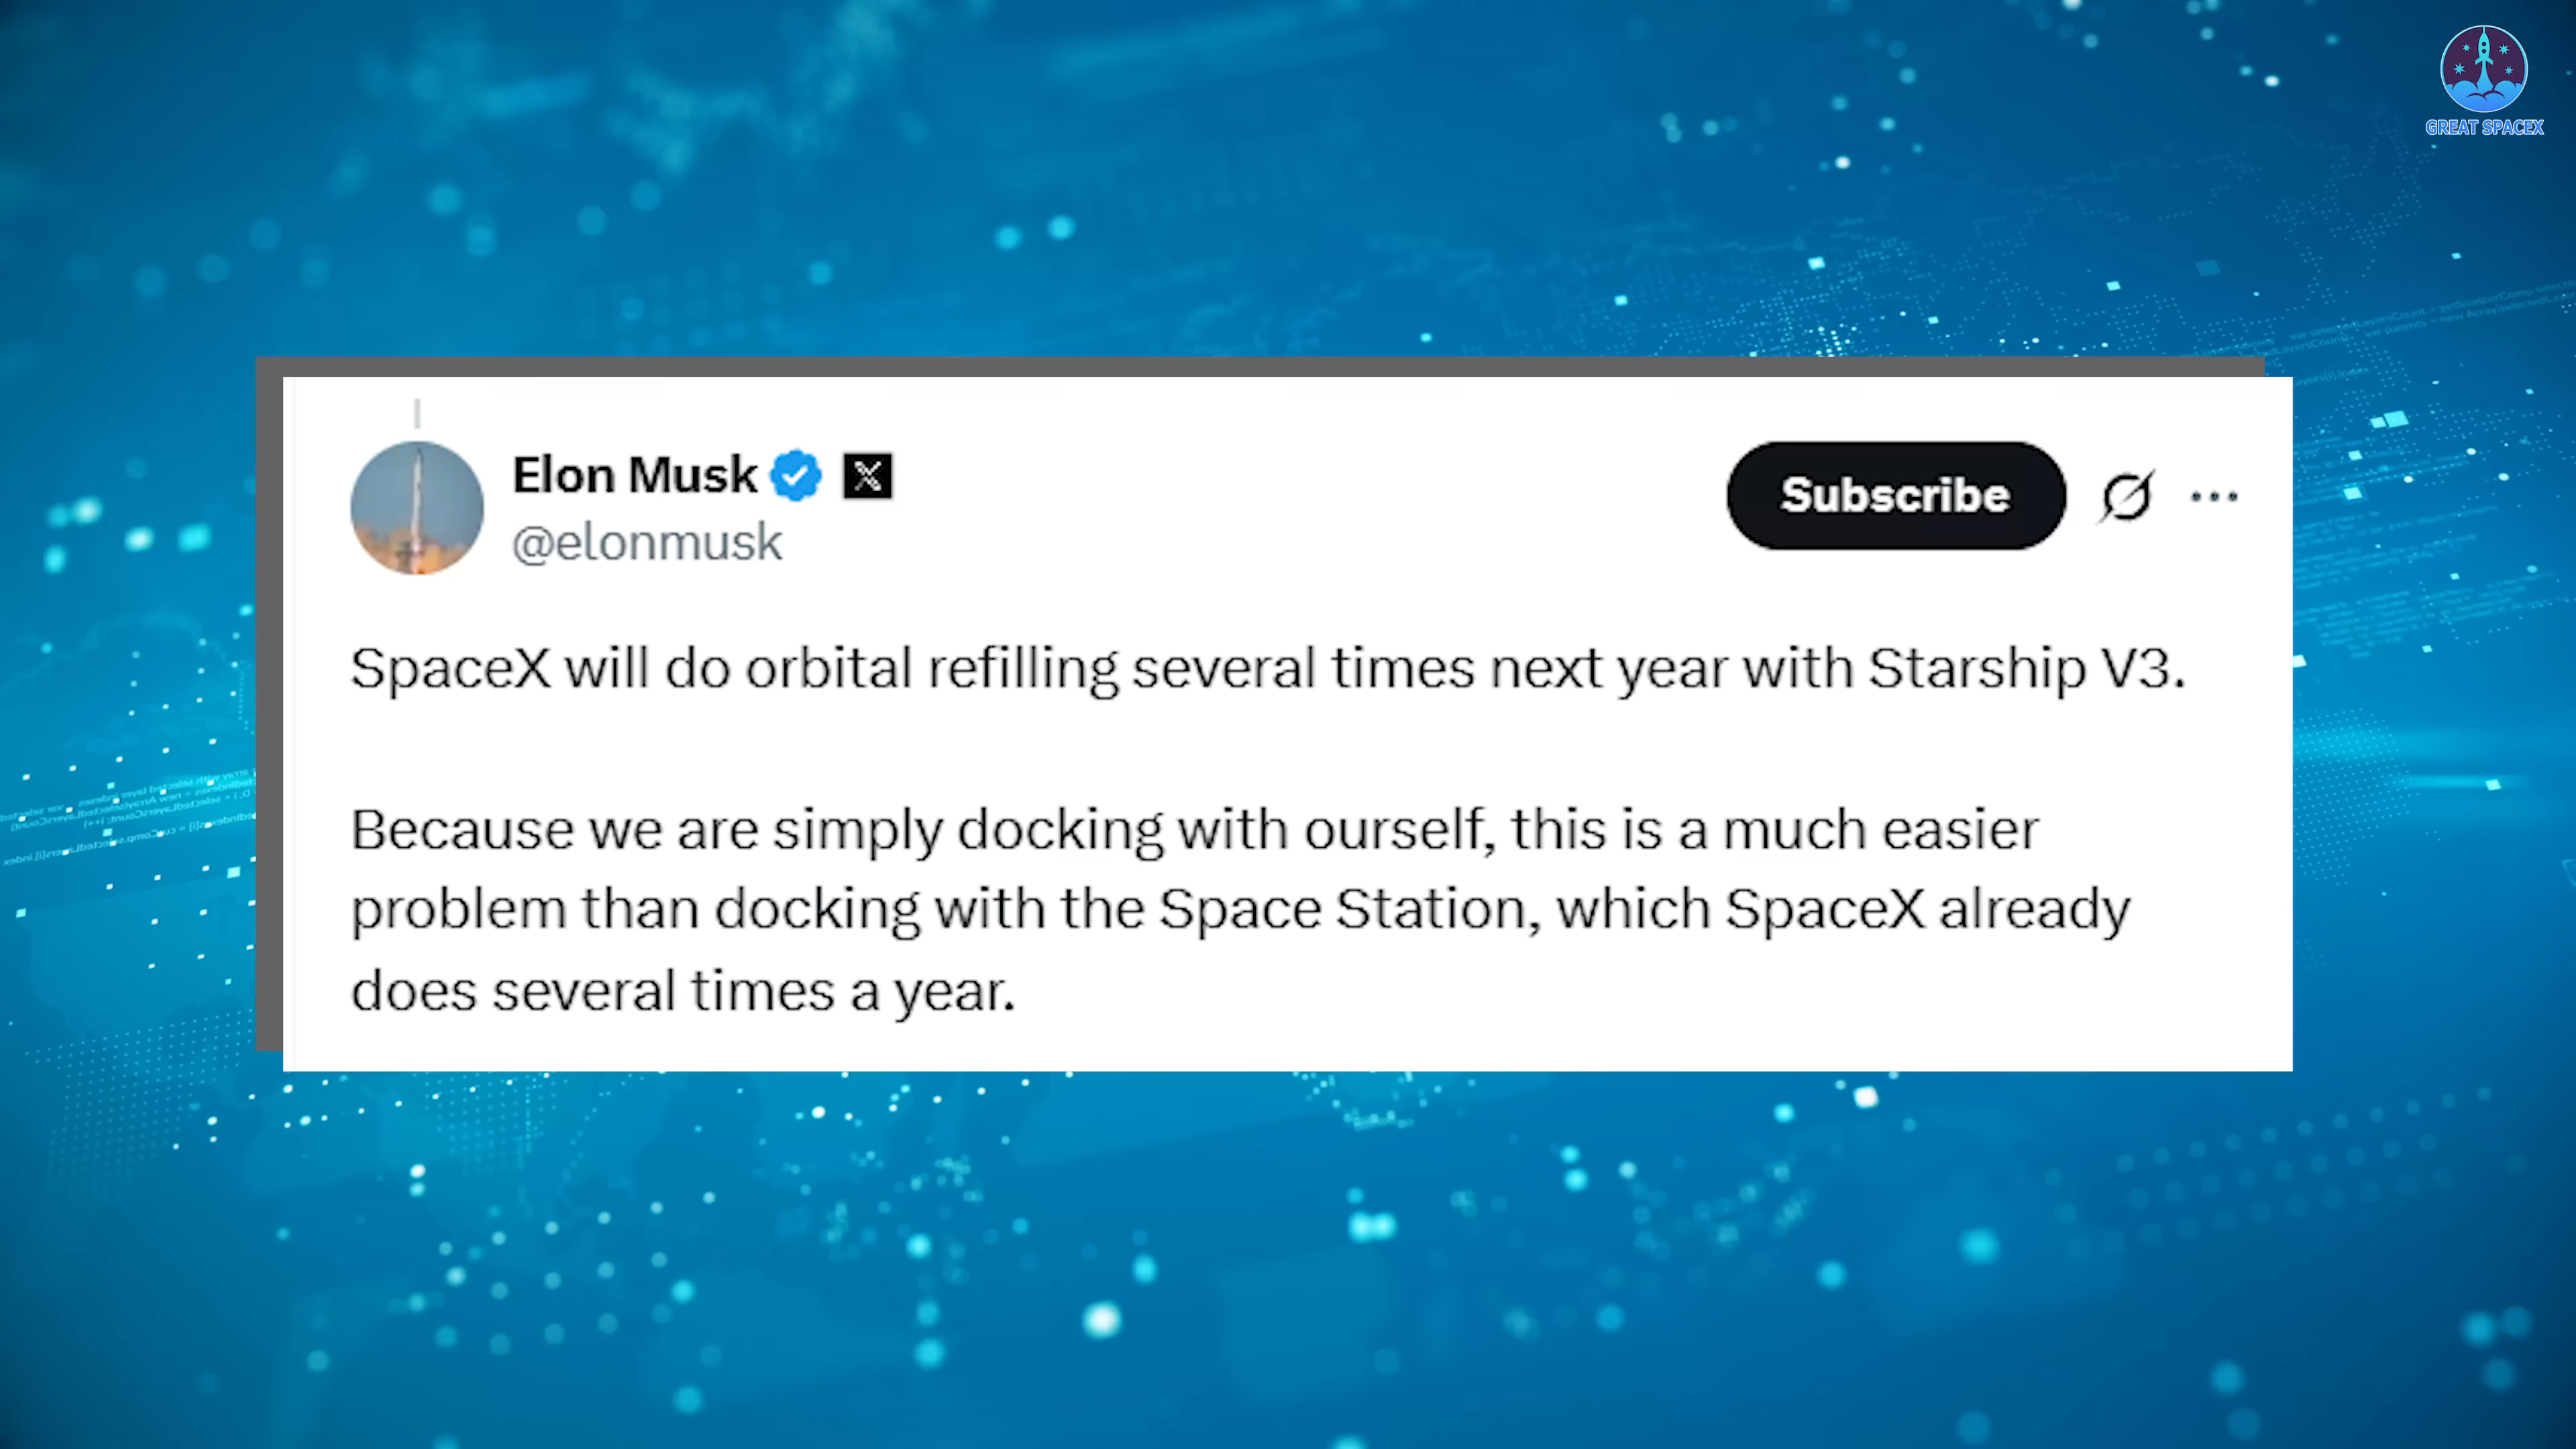 GREAT SPACEX
Elon Musk
@elonmusk
Subscribe
SpaceX will do orbital refilling several times next year with Starship V3.
Because we are simply docking with ourself, this is a much easier
problem than docking with the Space Station, which SpaceX already
does several times a year.